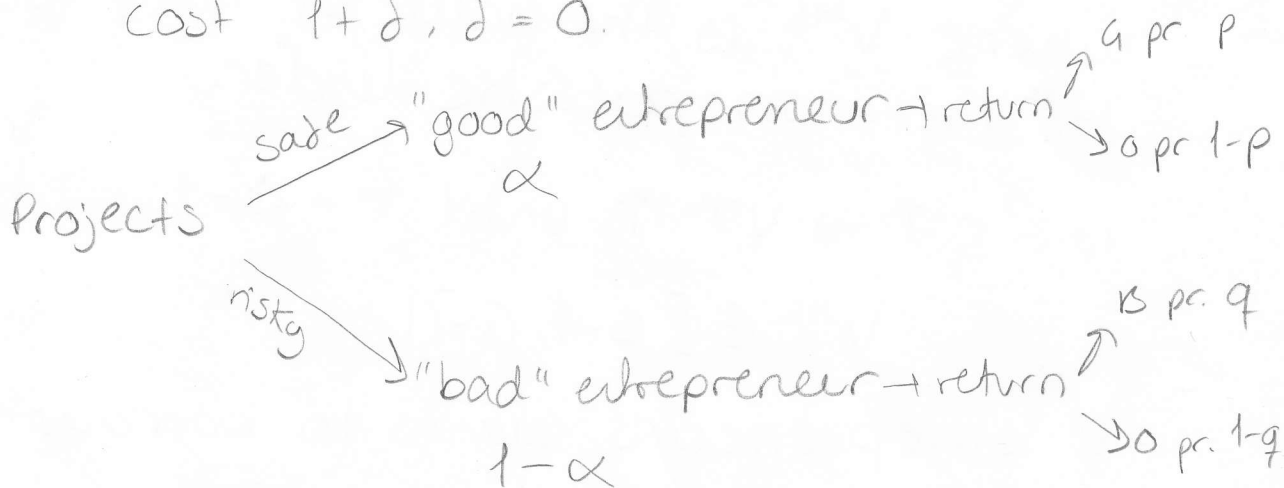 cost 1+d, d = 0.
G pr p
safe "good" entrepreneur → return
α
0 pr 1-p
Projects
risky
B pr. q
"bad" entrepreneur → return
1-α
0 pr. 1-q